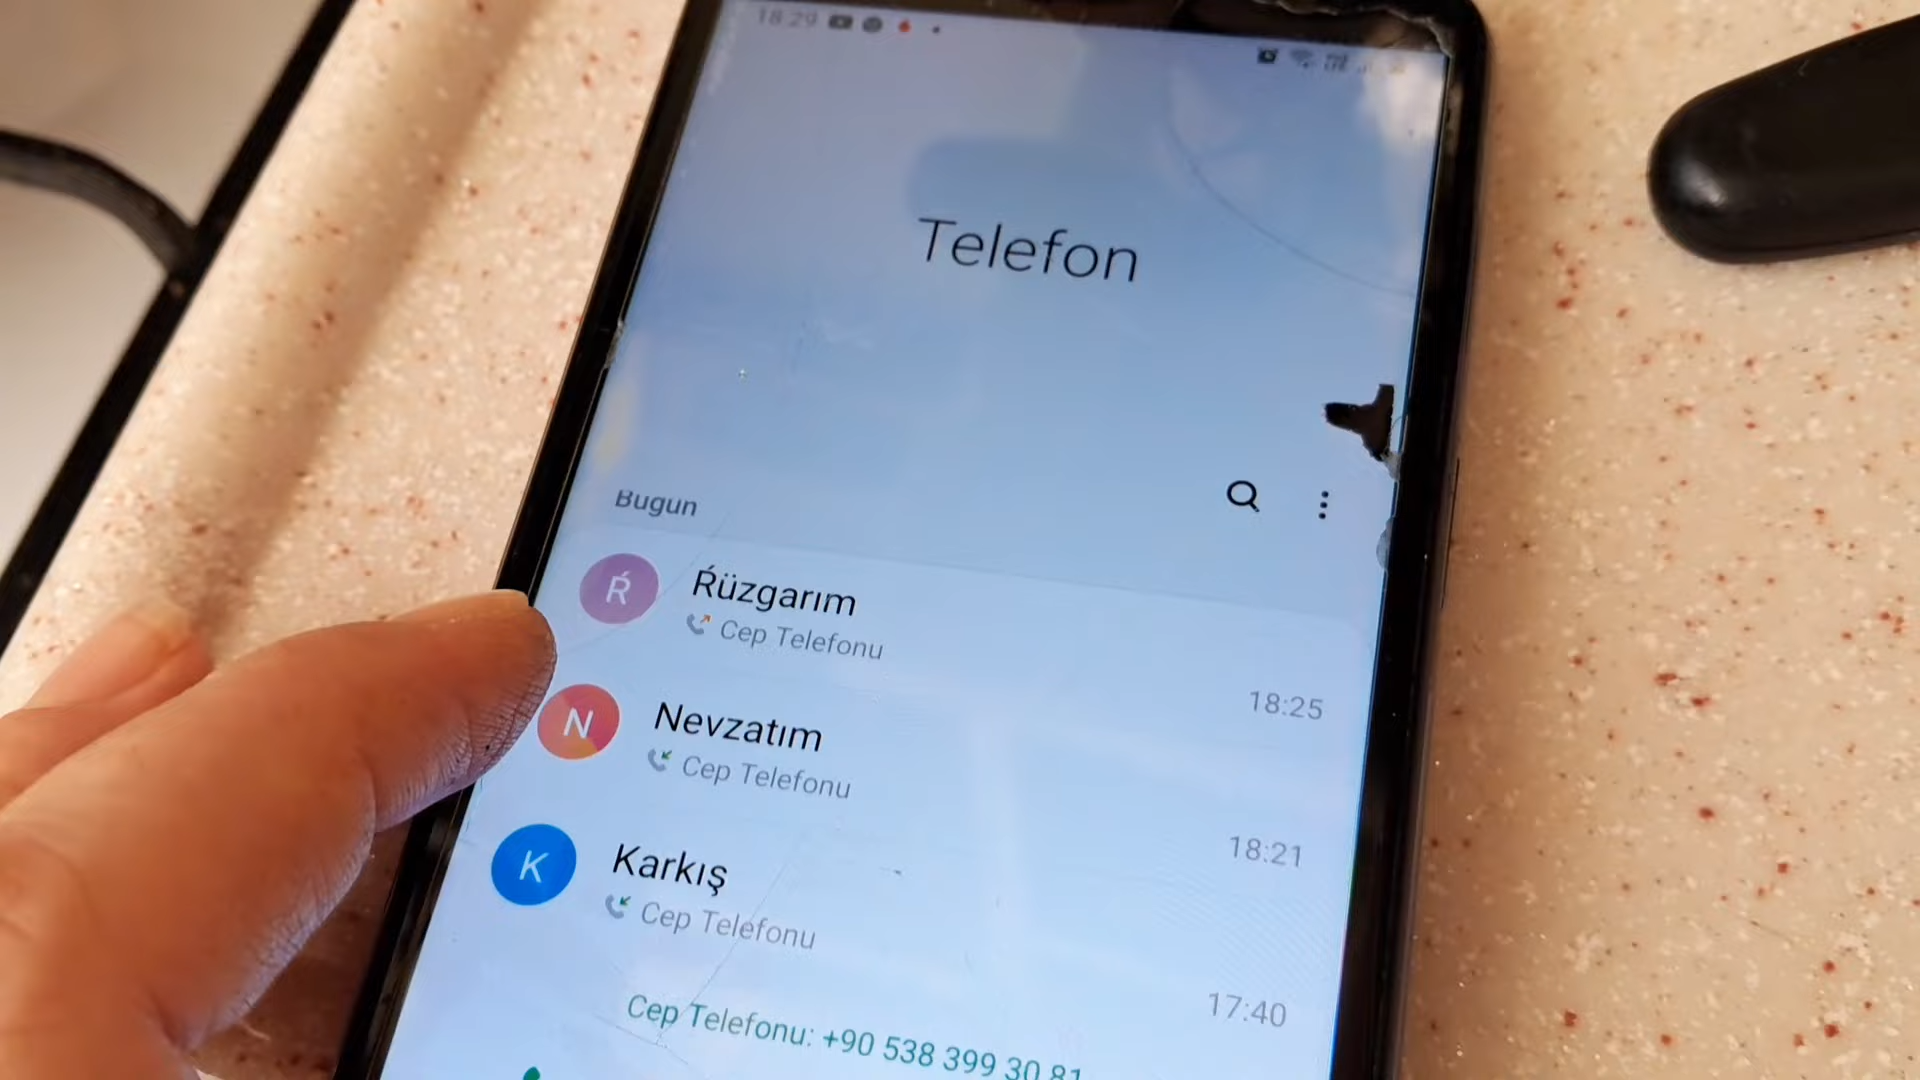 18:29
Telefon
Bugün
Ŕ
Ŕüzgarım
Cep Telefonu
18:25
N
Nevzatım
Cep Telefonu
18:21
K
Karkış
Cep Telefonu
17:40
Cep Telefonu: +90 538 399 30 81